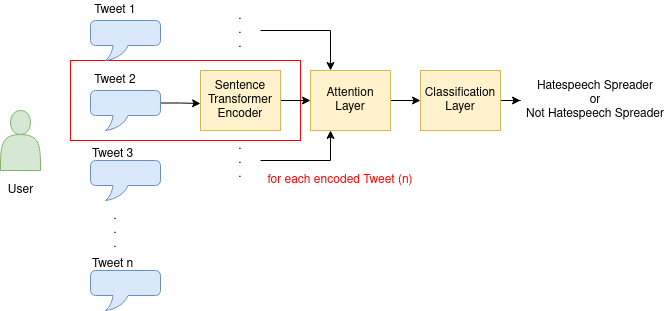 Tweet 1
Tweet 2
Sentence
Transformer
Encoder
Attention
Layer
Classification
Layer
Hatespeech Spreader
or
Not Hatespeech Spreader
Tweet 3
for each encoded Tweet (n)
User
Tweet n